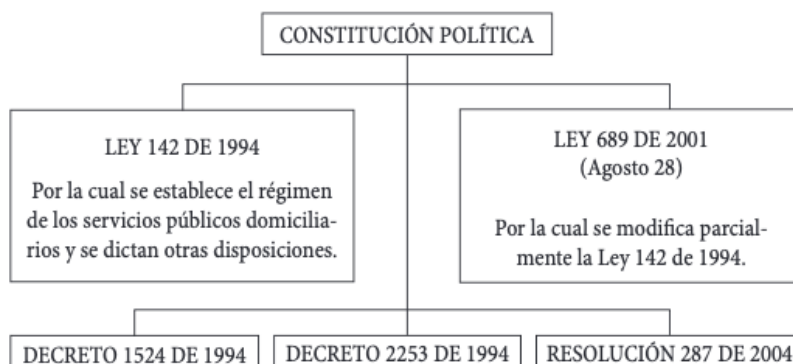 CONSTITUCIÓN POLÍTICA
LEY 142 DE 1994
Por la cual se establece el régimen
de los servicios públicos domicilia-
rios y se dictan otras disposiciones.
LEY 689 DE 2001
(Agosto 28)
Por la cual se modifica parcial-
mente la Ley 142 de 1994.
DECRETO 1524 DE 1994
DECRETO 2253 DE 1994
RESOLUCIÓN 287 DE 2004